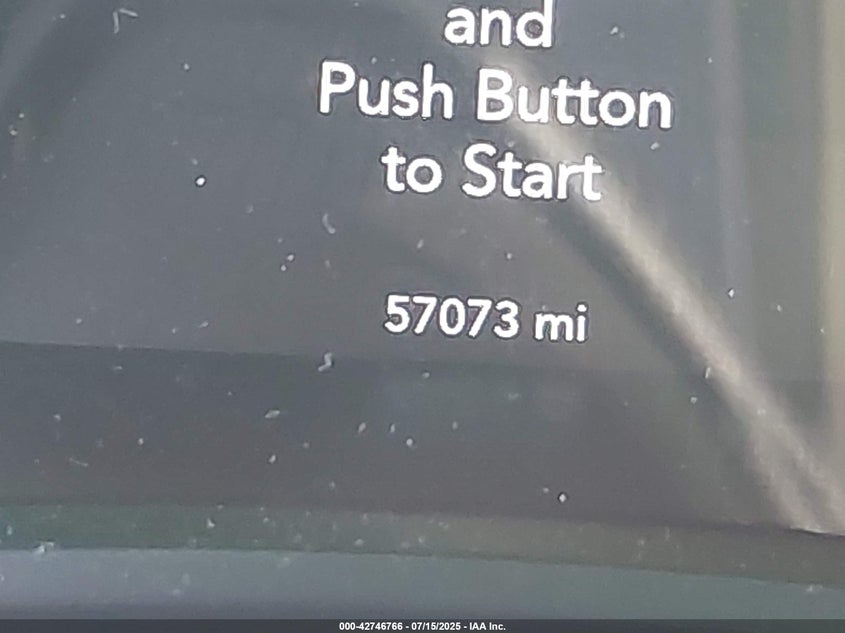 and
Push Button
to Start
57073 mi
000-42746766 - 07/15/2025 - IAA Inc.